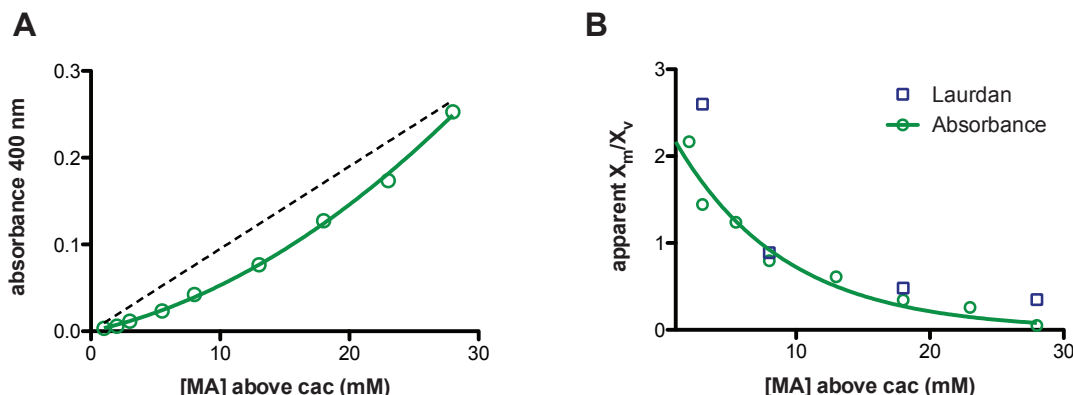 A
absorbance 400 nm
0.3
0.2
0.1
0.0
0
10
20
30
[MA] above cac (mM)
B
apparent Xm/Xv
3
2
1
0
10
20
30
Laurdan
Absorbance
[MA] above cac (mM)